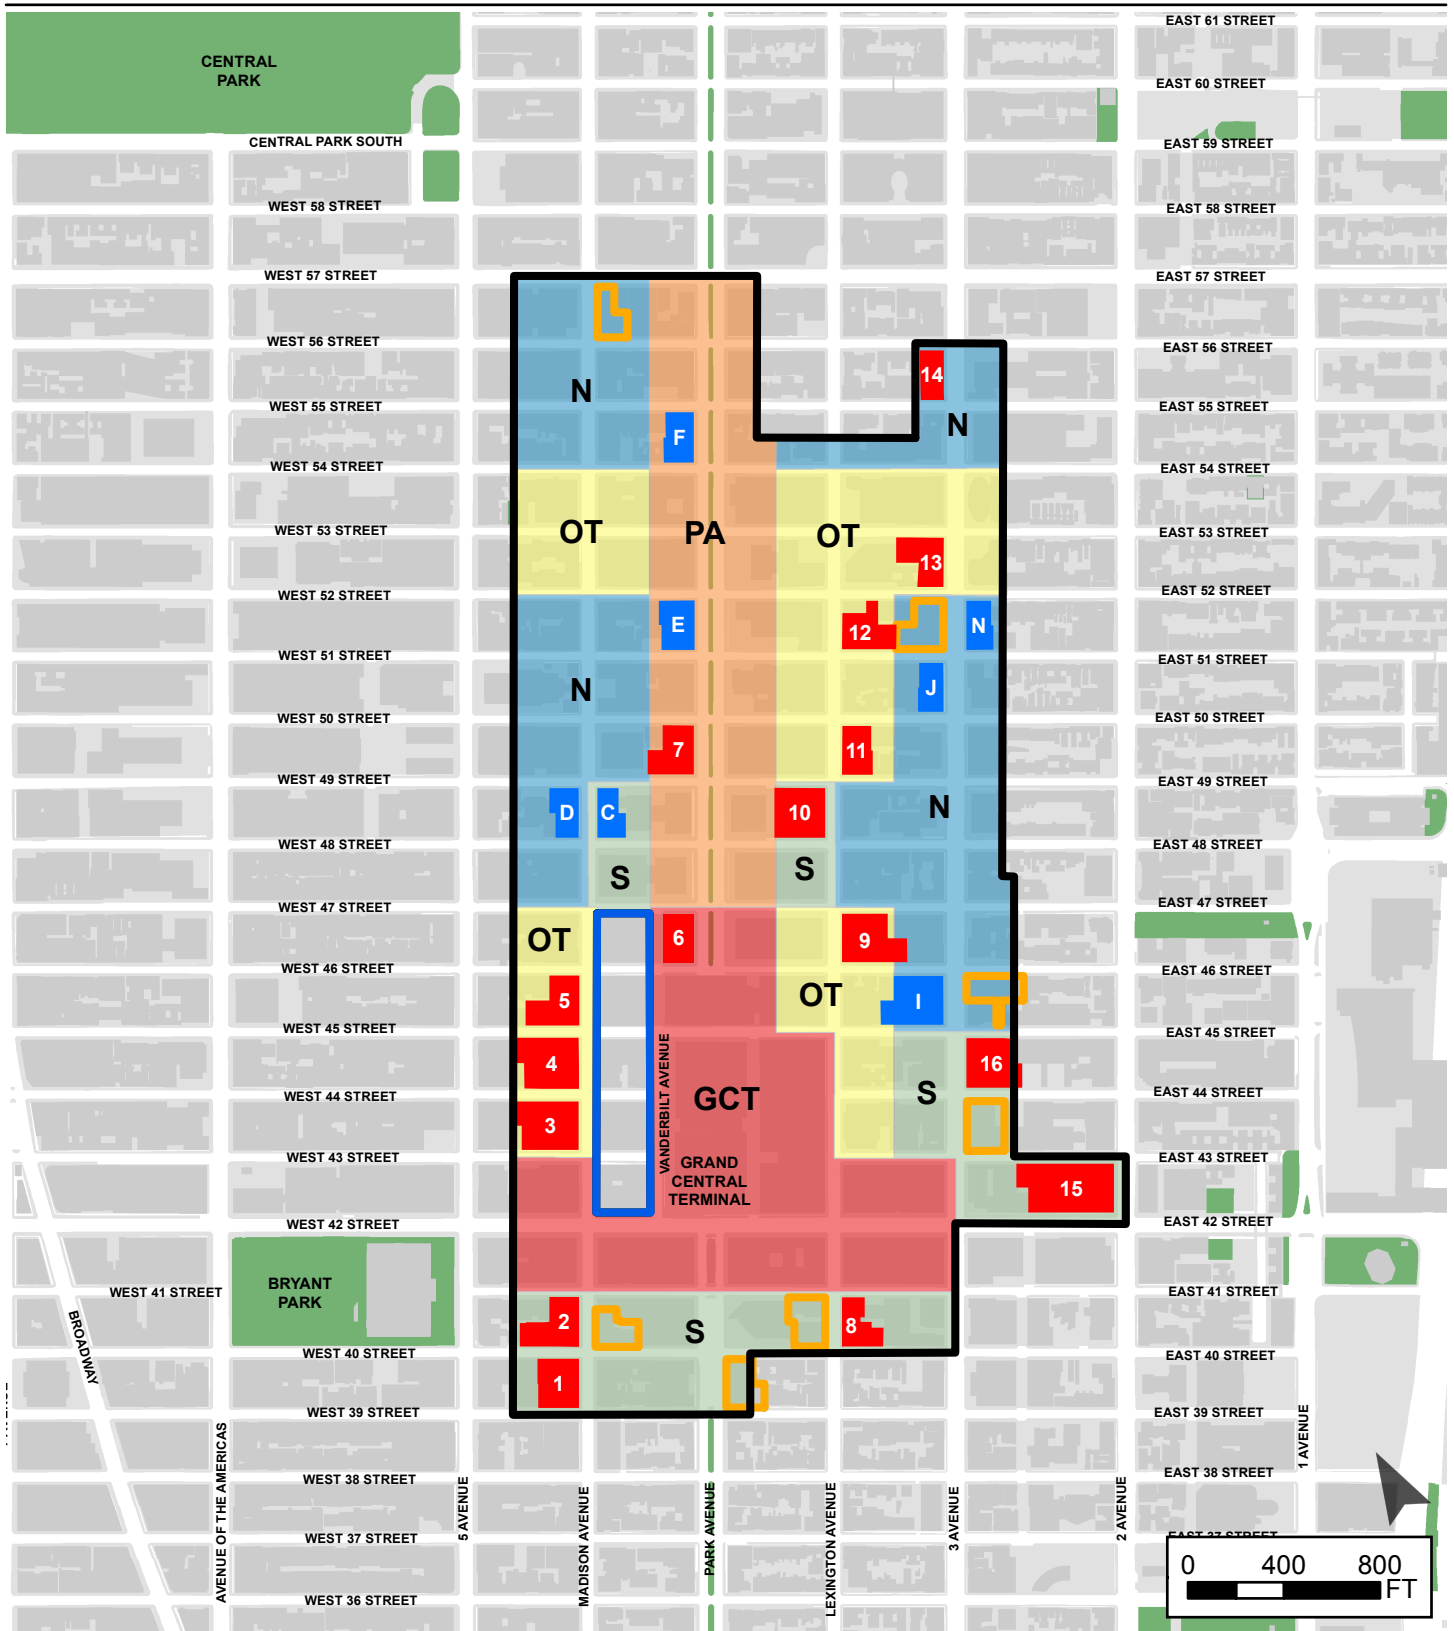 EAST 61 STREET
CENTRAL
PARK
EAST 60 STREET
CENTRAL PARK SOUTH
EAST 59 STREET
WEST 58 STREET
EAST 58 STREET
WEST 57 STREET
EAST 57 STREET
WEST 56 STREET
EAST 56 STREET
14
N
WEST 55 STREET
EAST 55 STREET
N
F
WEST 54 STREET
EAST 54 STREET
OT
PA
OT
WEST 53 STREET
EAST 53 STREET
13
WEST 52 STREET
EAST 52 STREET
E
12
N
WEST 51 STREET
EAST 51 STREET
N
J
WEST 50 STREET
EAST 50 STREET
7
11
WEST 49 STREET
EAST 49 STREET
D
C
10
N
WEST 48 STREET
EAST 48 STREET
S
S
WEST 47 STREET
EAST 47 STREET
OT
6
9
WEST 46 STREET
EAST 46 STREET
5
OT
I
WEST 45 STREET
EAST 45 STREET
4
VANDERBILT AVENUE
GCT
S
16
WEST 44 STREET
EAST 44 STREET
3
WEST 43 STREET
EAST 43 STREET
GRAND
CENTRAL
TERMINAL
15
WEST 42 STREET
EAST 42 STREET
WEST 41 STREET
BRYANT
PARK
EAST 41 STREET
BROADWAY
2
S
8
WEST 40 STREET
EAST 40 STREET
1
WEST 39 STREET
EAST 39 STREET
AVENUE OF THE AMERICAS
5 AVENUE
MADISON AVENUE
PARK AVENUE
LEXINGTON AVENUE
3 AVENUE
2 AVENUE
1 AVENUE
WEST 38 STREET
EAST 38 STREET
WEST 37 STREET
EAST 37 STREET
WEST 36 STREET
0 400 800
FT